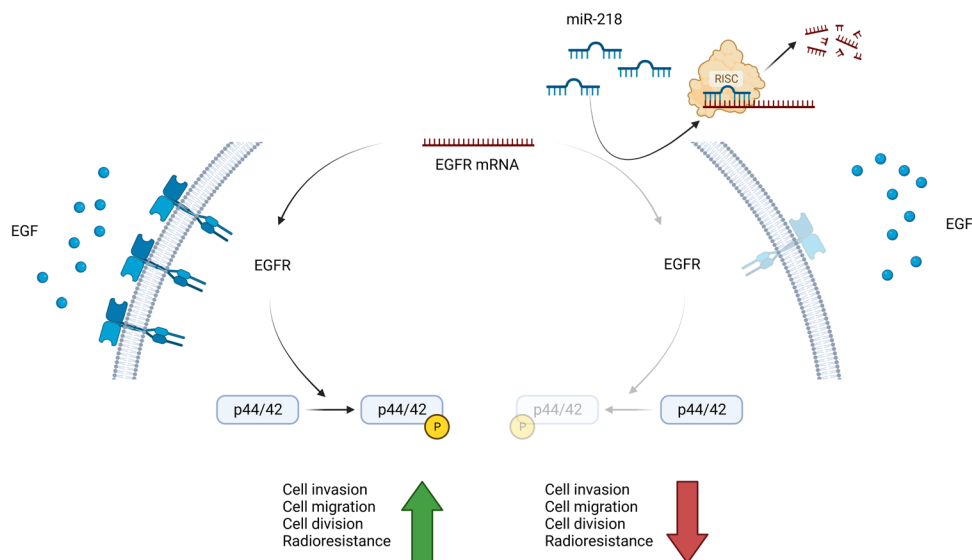 miR-218
RISC
EGFR mRNA
EGF
EGF
EGFR
EGFR
p44/42
p44/42
P
p44/42
P
p44/42
Cell invasion
Cell migration
Cell division
Radioresistance
Cell invasion
Cell migration
Cell division
Radioresistance